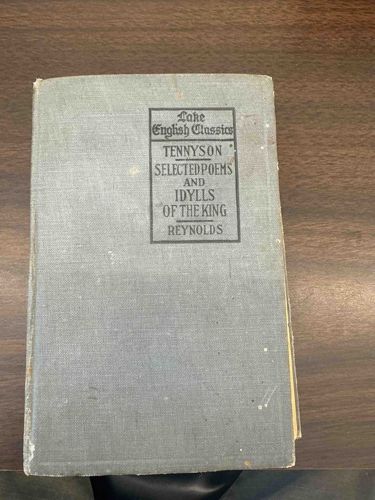 Lake
English Classics
TENNYSON
SELECTED POEMS
AND
IDYLLS
OF THE KING
REYNOLDS